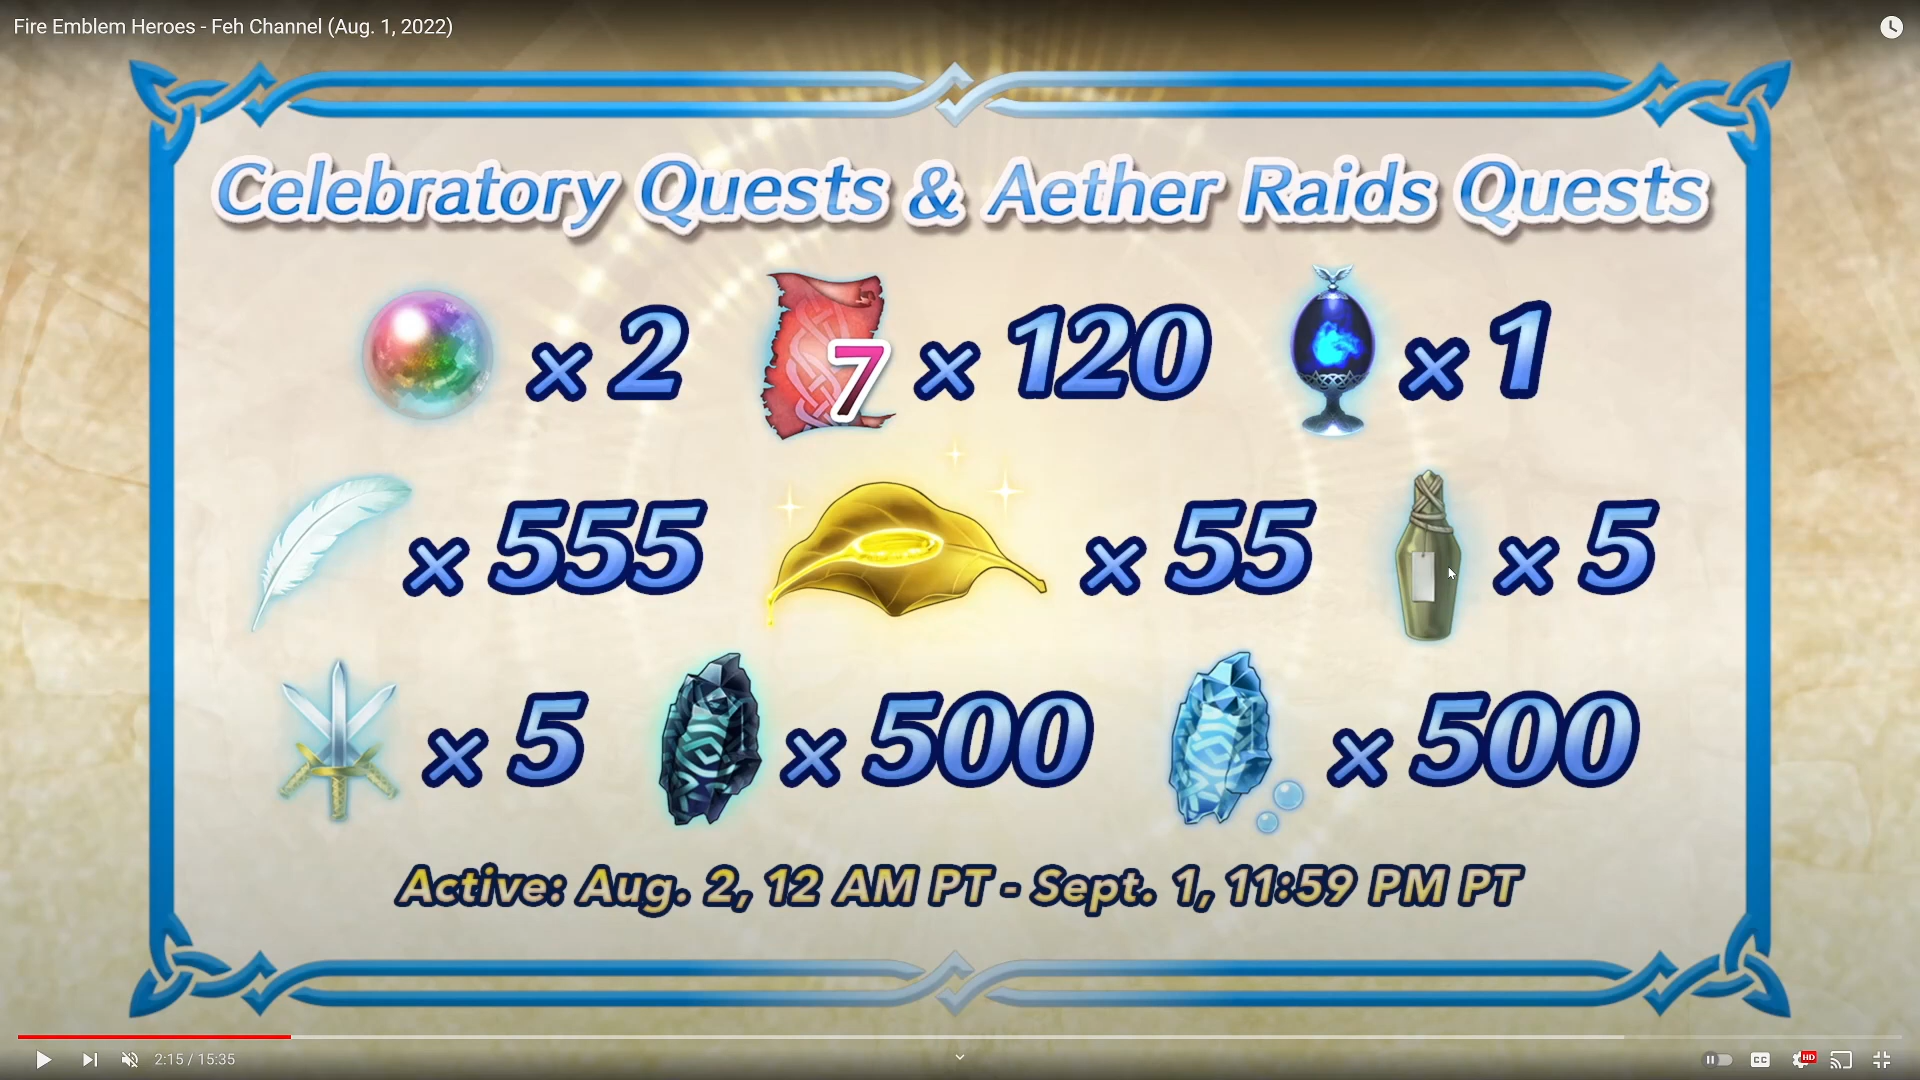 Fire Emblem Heroes - Feh Channel (Aug. 1, 2022)
Celebratory Quests & Aether Raids Quests
× 2 7 × 120 × 1
× 555 × 55 × 5
× 5 × 500 × 500
Active: Aug. 2, 12 AM PT - Sept. 1, 11:59 PM PT
2:15 / 15:35 CC HD